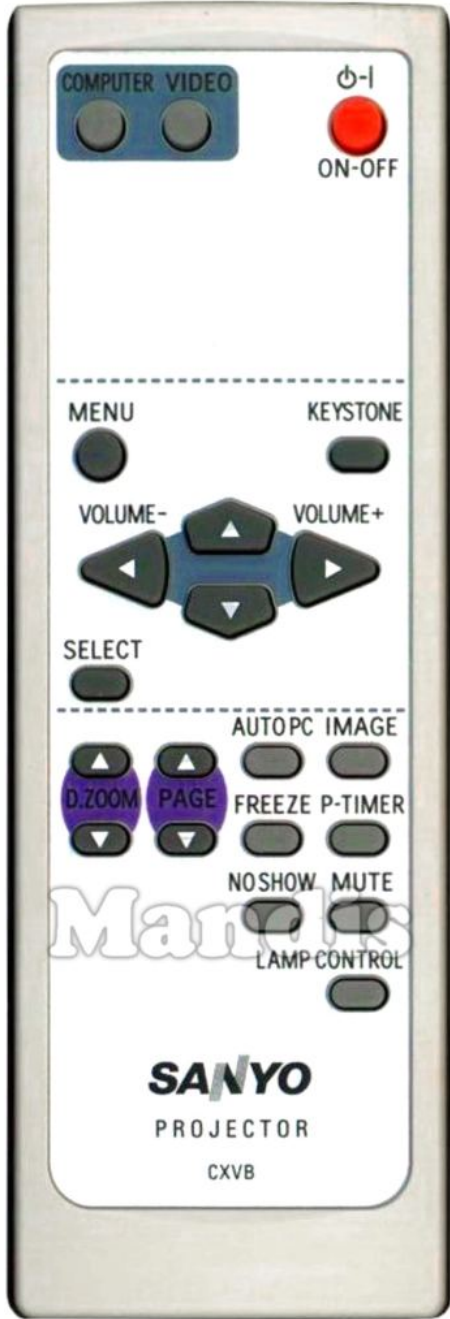 COMPUTER VIDEO
⏻-|
ON-OFF
MENU KEYSTONE
VOLUME- VOLUME+
SELECT
AUTO PC IMAGE
D.ZOOM PAGE FREEZE P-TIMER
NO SHOW MUTE
Mandis
LAMP CONTROL
SANYO
PROJECTOR
CXVB